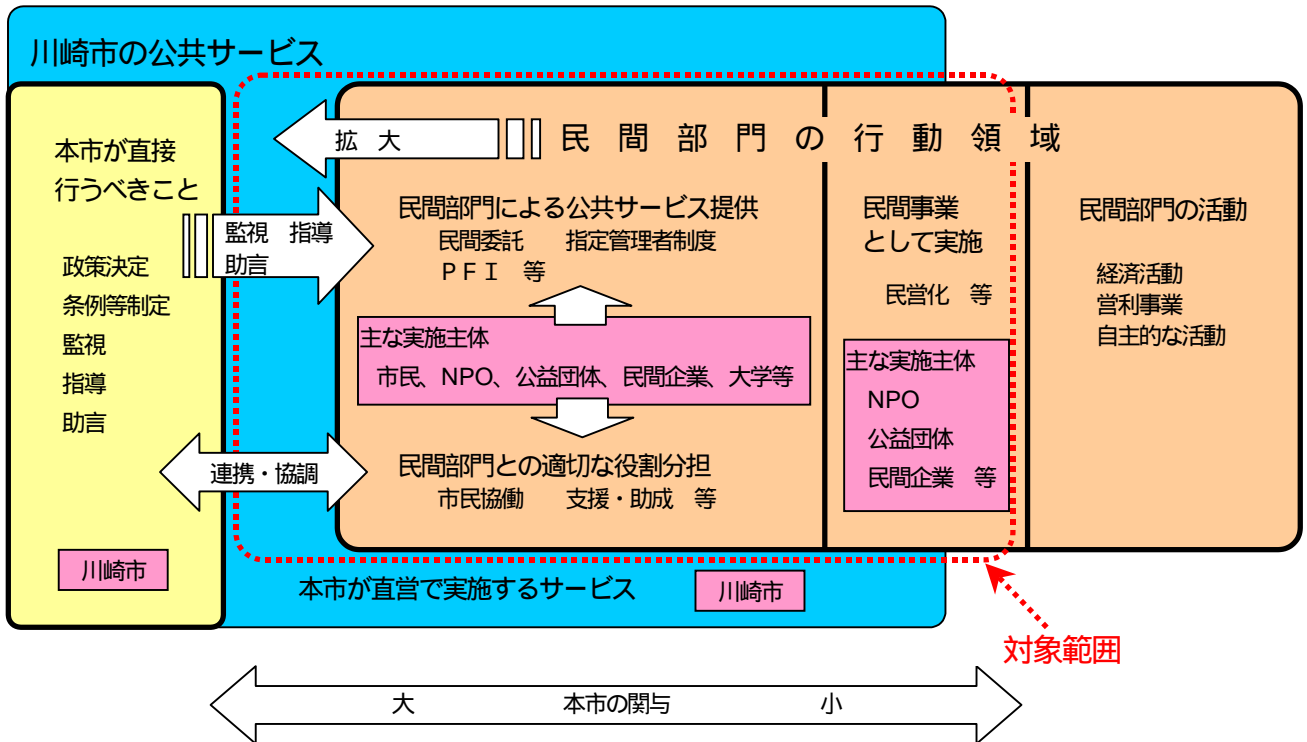 川崎市の公共サービス
本市が直接
行うべきこと
政策決定
条例等制定
監視
指導
助言
川崎市
拡　大
監視　指導
助言
連携・協調
民間部門の行動領域
民間部門による公共サービス提供
民間委託　指定管理者制度
ＰＦＩ　等
主な実施主体
市民、NPO、公益団体、民間企業、大学等
民間部門との適切な役割分担
市民協働　支援・助成　等
民間事業
として実施
民営化　等
主な実施主体
NPO
公益団体
民間企業　等
民間部門の活動
経済活動
営利事業
自主的な活動
本市が直営で実施するサービス
川崎市
対象範囲
大　本市の関与　小